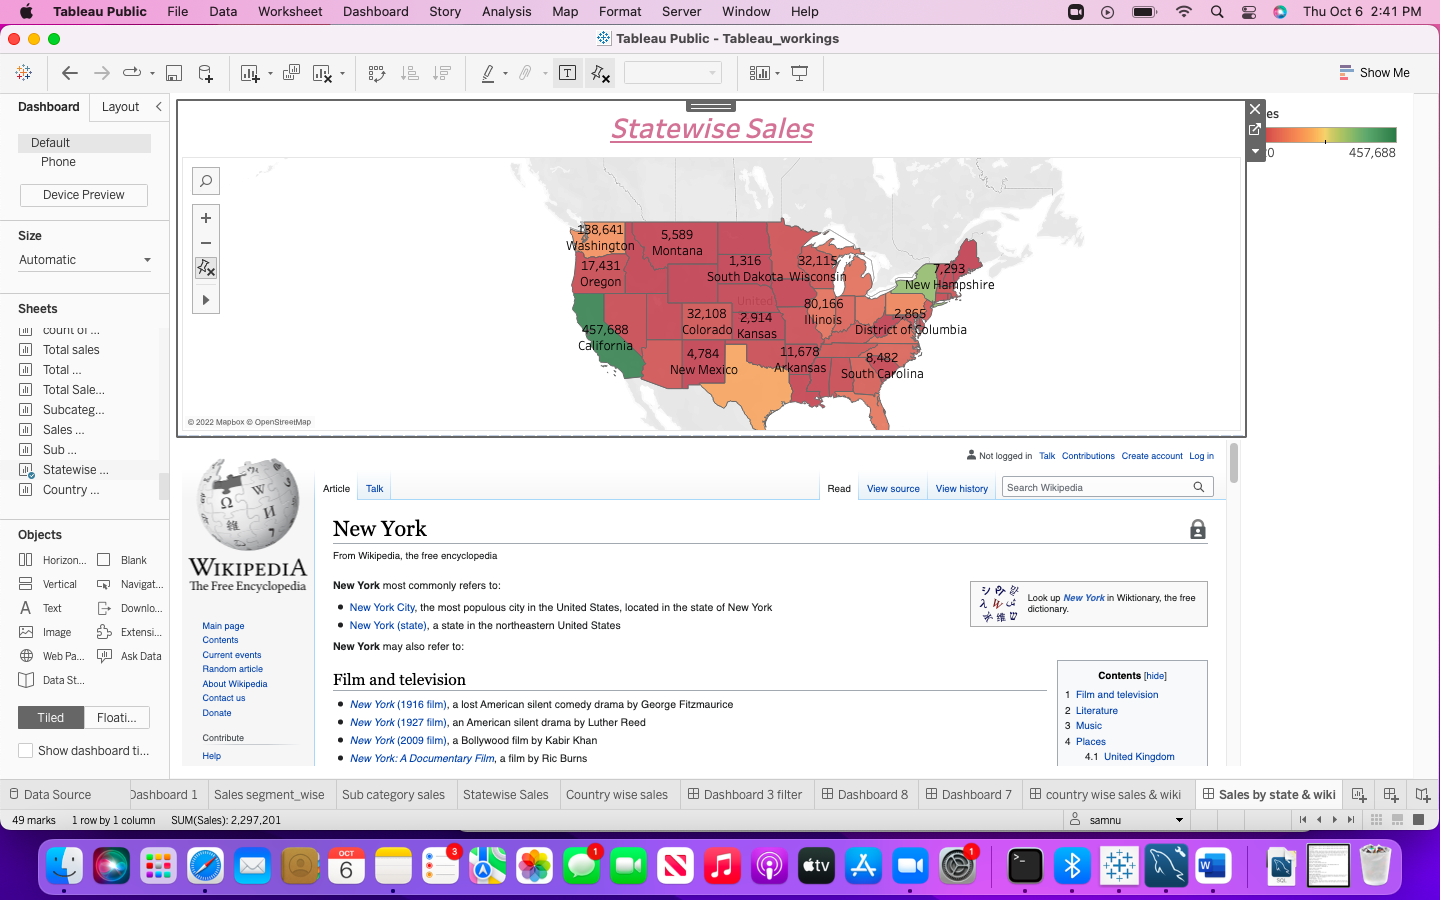 Tableau Public File Data Worksheet Dashboard Story Analysis Map Format Server Window Help Thu Oct 6 2:41 PM
Tableau Public - Tableau_workings
Show Me
Dashboard Layout
Default
Phone
Device Preview
Size
Automatic
Sheets
count of ...
Total sales
Total ...
Total Sale...
Subcateg...
Sales ...
Sub ...
Statewise ...
Country ...
Objects
Horizon... Blank
Vertical Navigat...
Text Downlo...
Image Extensi...
Web Pa... Ask Data
Data St...
Tiled Floati...
Show dashboard ti...
Statewise Sales
es
0 457,688
138,641
Washington
5,589
Montana
17,431
Oregon
1,316
South Dakota
32,115
Wisconsin
7,293
New Hampshire
United
457,688
California
32,108
Colorado
2,914
Kansas
80,166
Illinois
2,865
District of Columbia
4,784
New Mexico
11,678
Arkansas
8,482
South Carolina
© 2022 Mapbox © OpenStreetMap
Not logged in Talk Contributions Create account Log in
Article Talk Read View source View history Search Wikipedia
WIKIPEDIA
The Free Encyclopedia
Main page
Contents
Current events
Random article
About Wikipedia
Contact us
Donate
Contribute
Help
New York
From Wikipedia, the free encyclopedia
New York most commonly refers to:
New York City, the most populous city in the United States, located in the state of New York
New York (state), a state in the northeastern United States
New York may also refer to:
Look up New York in Wiktionary, the free
dictionary.
Film and television
New York (1916 film), a lost American silent comedy drama by George Fitzmaurice
New York (1927 film), an American silent drama by Luther Reed
New York (2009 film), a Bollywood film by Kabir Khan
New York: A Documentary Film, a film by Ric Burns
Contents [hide]
1 Film and television
2 Literature
3 Music
4 Places
4.1 United Kingdom
Data Source Dashboard 1 Sales segment_wise Sub category sales Statewise Sales Country wise sales Dashboard 3 filter Dashboard 8 Dashboard 7 country wise sales & wiki Sales by state & wiki
49 marks 1 row by 1 column SUM(Sales): 2,297,201 samnu
OCT
6
3
1
tv
1
SQL